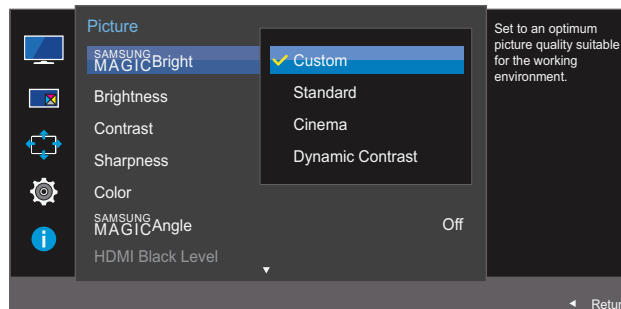 Picture
SAMSUNG
MAGICBright
Brightness
Contrast
Sharpness
Color
SAMSUNG
MAGICAngle
Off
HDMI Black Level
Custom
Standard
Cinema
Dynamic Contrast
Set to an optimum
picture quality suitable
for the working
environment.
Retur